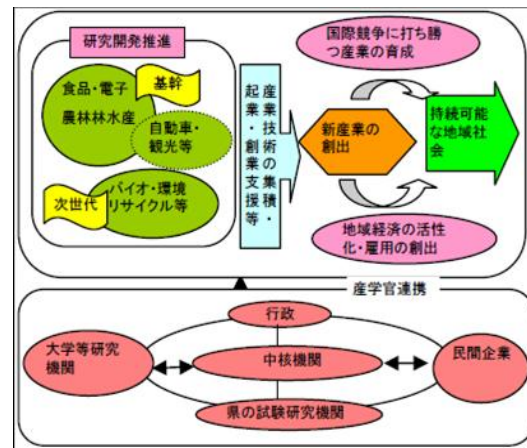 研究開発推進
食品・電子
農林林水産
基幹
自動車・
観光等
次世代
バイオ・環境
リサイクル等
産業技術の集積・
起業・創業支援等
国際競争に打ち勝
つ産業の育成
新産業の
創出
持続可能
な地域社
会
地域経済の活性
化・雇用の創出
産学官連携
行政
大学等研究
機関
中核機関
民間企業
県の試験研究機関